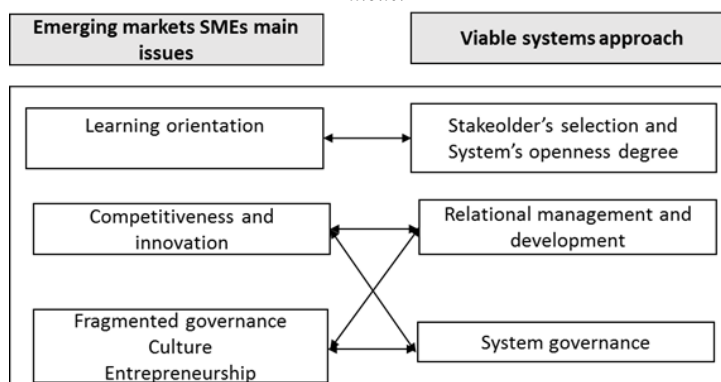 Emerging markets SMEs main
issues
Viable systems approach
Learning orientation
Stakeolder's selection and
System's openness degree
Competitiveness and
innovation
Relational management and
development
Fragmented governance
Culture
Entrepreneurship
System governance